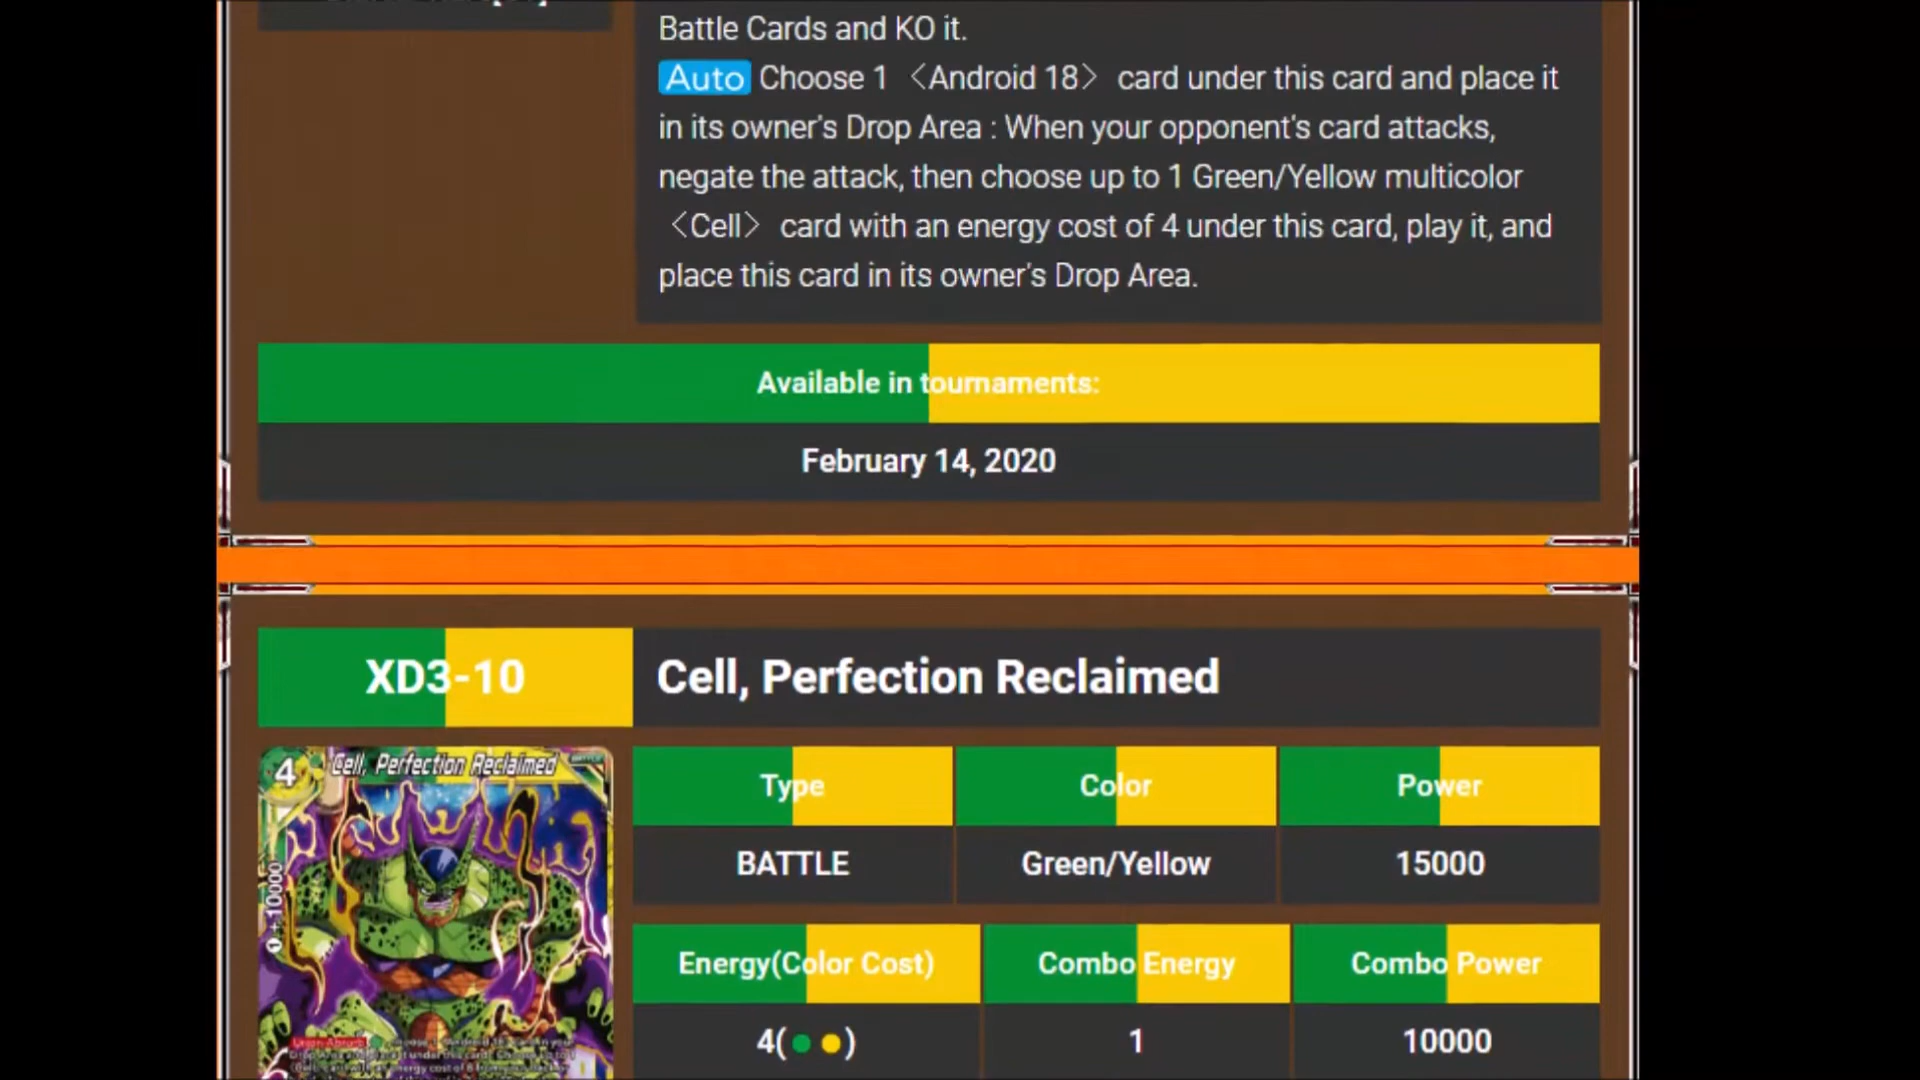 Battle Cards and KO it.
Auto Choose 1 〈Android 18〉 card under this card and place it
in its owner's Drop Area : When your opponent's card attacks,
negate the attack, then choose up to 1 Green/Yellow multicolor
〈Cell〉 card with an energy cost of 4 under this card, play it, and
place this card in its owner's Drop Area.
Available in tournaments:
February 14, 2020
XD3-10
Cell, Perfection Reclaimed
4
Cell, Perfection Reclaimed
BATTLE
+10000
Type
Color
Power
BATTLE
Green/Yellow
15000
Energy(Color Cost)
Combo Energy
Combo Power
4( )
1
10000